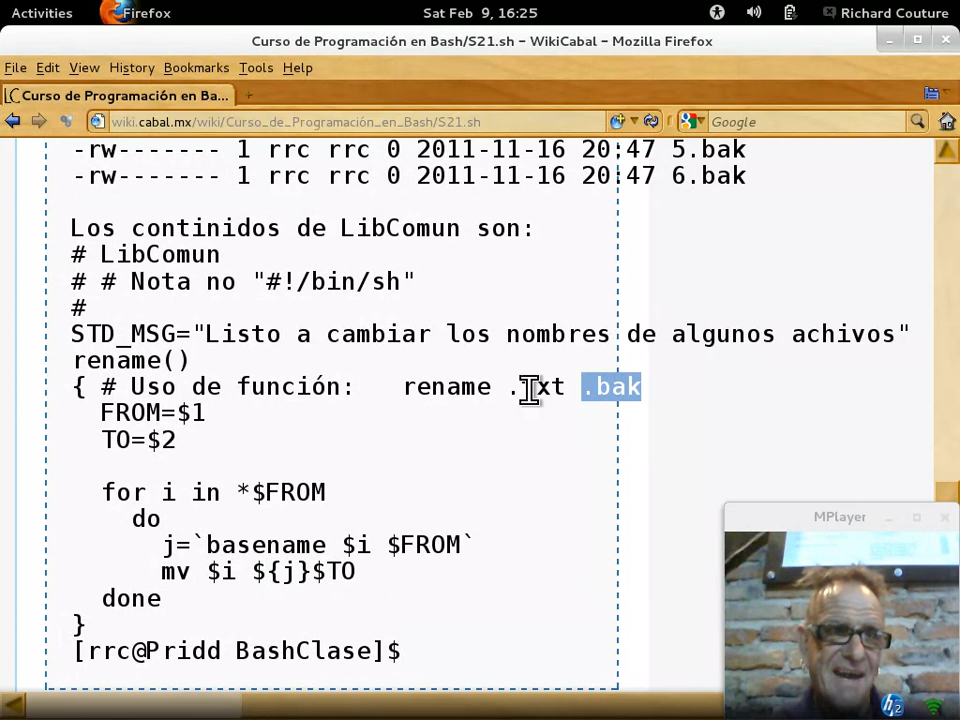 Activities Firefox Sat Feb 9, 16:25 Richard Couture
Curso de Programación en Bash/S21.sh - WikiCabal - Mozilla Firefox
File Edit View History Bookmarks Tools Help
Curso de Programación en Ba...
wiki.cabal.mx/wiki/Curso_de_Programación_en_Bash/S21.sh Google
-rw------- 1 rrc rrc 0 2011-11-16 20:47 5.bak
-rw------- 1 rrc rrc 0 2011-11-16 20:47 6.bak
Los continidos de LibComun son:
# LibComun
# # Nota no "#!/bin/sh"
#
STD_MSG="Listo a cambiar los nombres de algunos achivos"
rename()
{ # Uso de función: rename .txt .bak
FROM=$1
TO=$2
for i in *$FROM
do
j=`basename $i $FROM`
mv $i ${j}$TO
done
}
[rrc@Pridd BashClase]$
MPlayer